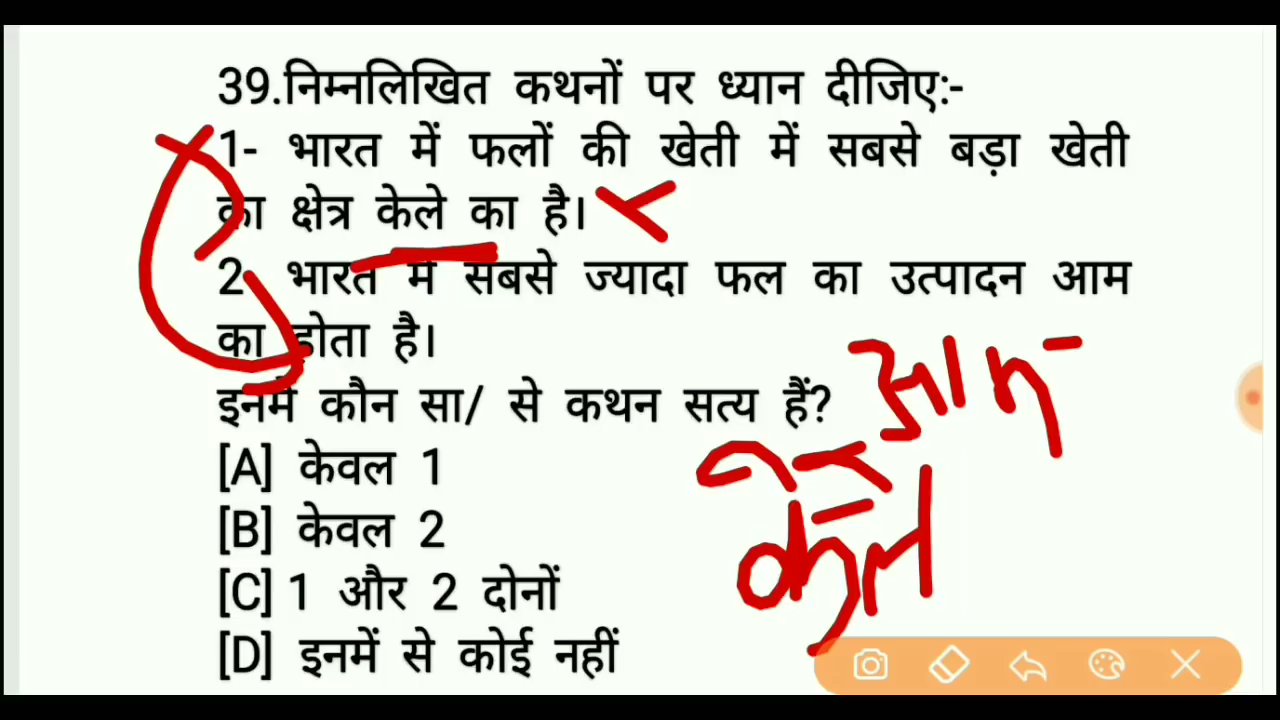 39.निम्नलिखित कथनों पर ध्यान दीजिए:-
1- भारत में फलों की खेती में सबसे बड़ा खेती
का क्षेत्र केले का है।
2 भारत में सबसे ज्यादा फल का उत्पादन आम
का होता है।
इनमें कौन सा/ से कथन सत्य हैं?
आम
[A] केवल 1
[B] केवल 2
केला
[C] 1 और 2 दोनों
[D] इनमें से कोई नहीं